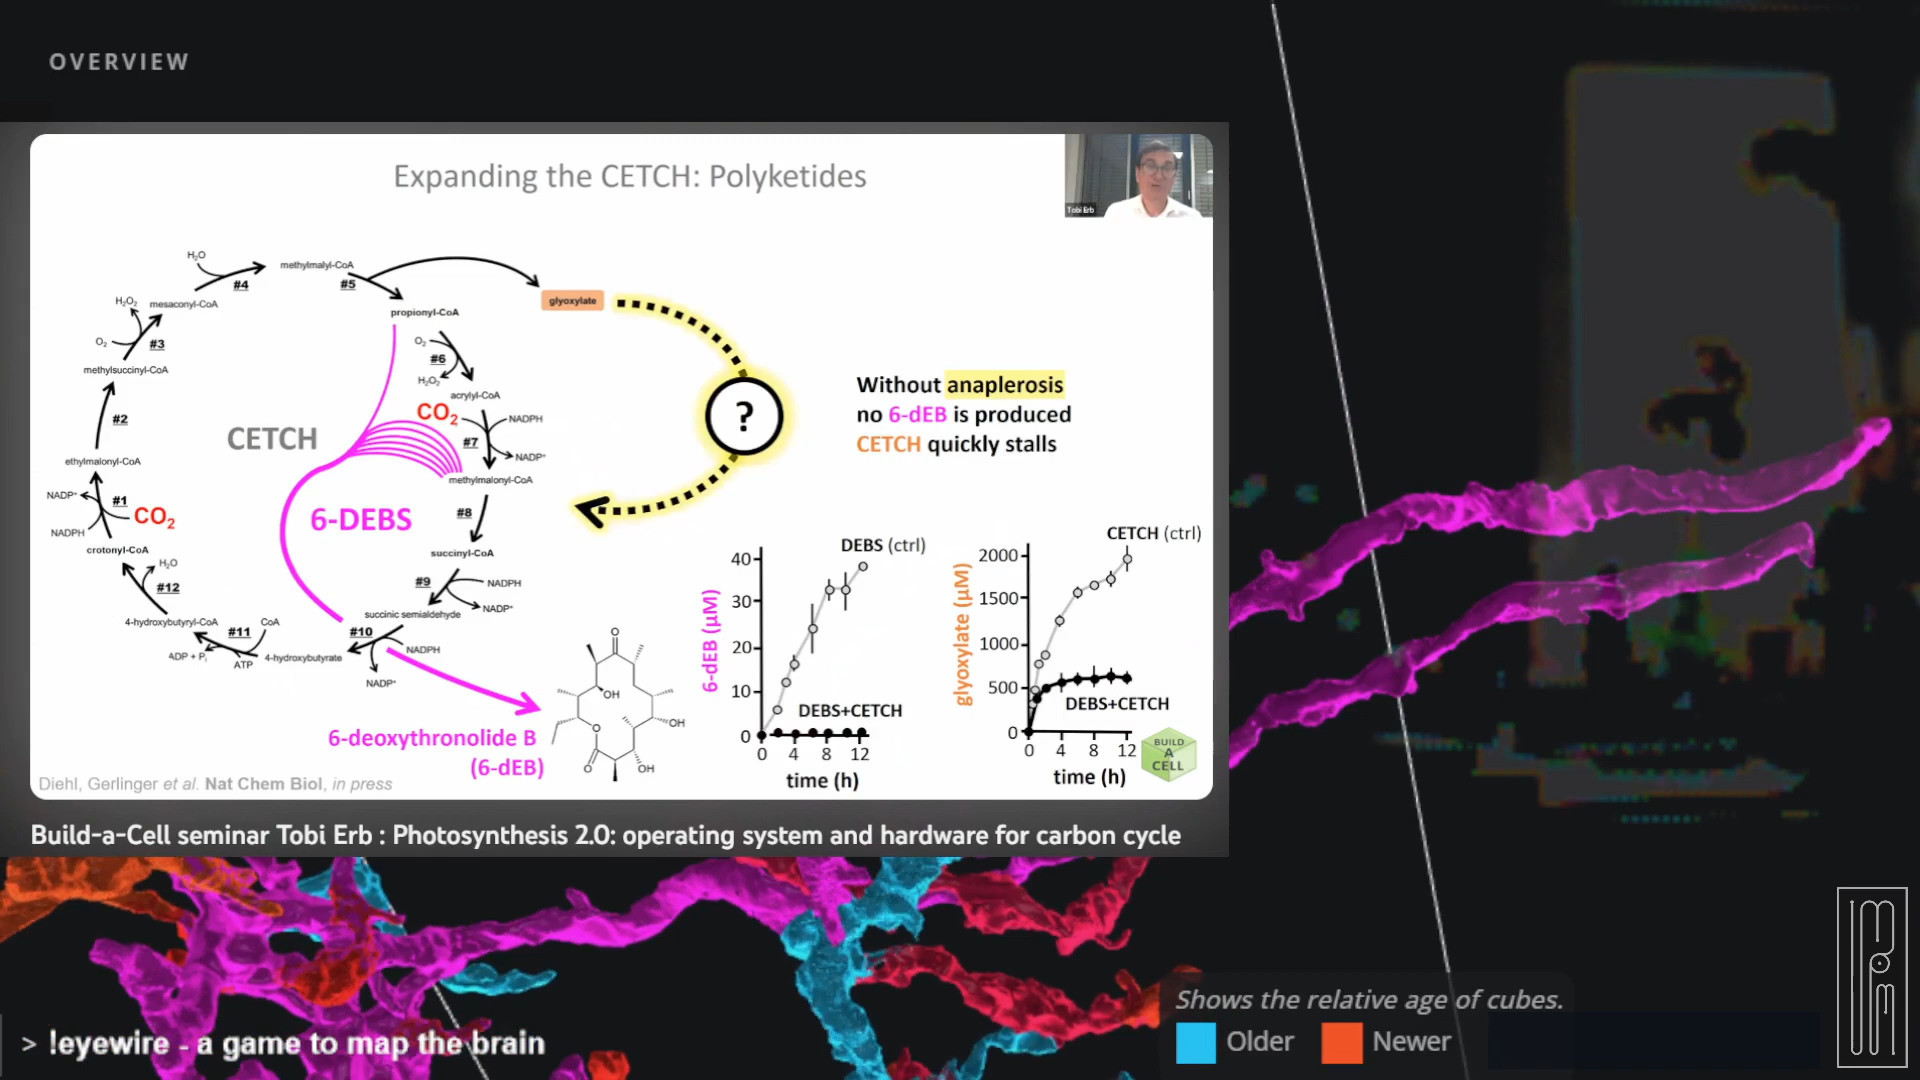 OVERVIEW
Expanding the CETCH: Polyketides
Tobi Erb
H₂O
methylmalyl-CoA
#4
#5
glyoxylate
H₂O₂
mesaconyl-CoA
propionyl-CoA
O₂
#3
O₂
#6
H₂O₂
methylsuccinyl-CoA
acrylyl-CoA
CO₂
NADPH
#7
NADP⁺
#2
CETCH
?
Without anaplerosis
no 6-dEB is produced
CETCH quickly stalls
ethylmalonyl-CoA
methylmalonyl-CoA
NADP⁺
#1
CO₂
NADPH
6-DEBS
#8
crotonyl-CoA
succinyl-CoA
H₂O
#12
#9
NADPH
NADP⁺
succinic semialdehyde
4-hydroxybutyryl-CoA
#11
CoA
#10
NADPH
ADP + Pᵢ
ATP
4-hydroxybutyrate
NADP⁺
6-deoxythronolide B
(6-dEB)
O
OH
O
OH
O
OH
DEBS (ctrl)
6-dEB (µM)
40
30
20
10
0
DEBS+CETCH
0 4 8 12
time (h)
CETCH (ctrl)
glyoxylate (µM)
2000
1500
1000
500
0
DEBS+CETCH
0 4 8 12
time (h)
BUILD
A
CELL
Diehl, Gerlinger et al. Nat Chem Biol, in press
Build-a-Cell seminar Tobi Erb : Photosynthesis 2.0: operating system and hardware for carbon cycle
> !eyewire - a game to map the brain
Shows the relative age of cubes.
Older
Newer